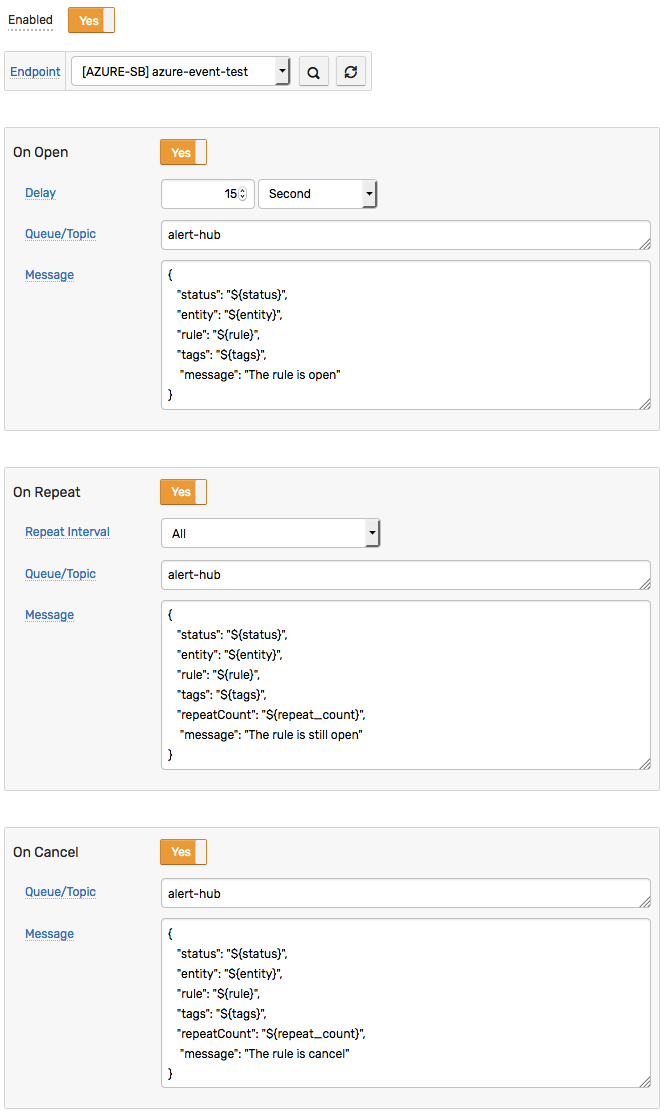 Enabled Yes
Endpoint [AZURE-SB] azure-event-test
On Open Yes
Delay 15 Second
Queue/Topic alert-hub
Message {
"status": "${status}",
"entity": "${entity}",
"rule": "${rule}",
"tags": "${tags}",
"message": "The rule is open"
}
On Repeat Yes
Repeat Interval All
Queue/Topic alert-hub
Message {
"status": "${status}",
"entity": "${entity}",
"rule": "${rule}",
"tags": "${tags}",
"repeatCount": "${repeat_count}",
"message": "The rule is still open"
}
On Cancel Yes
Queue/Topic alert-hub
Message {
"status": "${status}",
"entity": "${entity}",
"rule": "${rule}",
"tags": "${tags}",
"repeatCount": "${repeat_count}",
"message": "The rule is cancel"
}